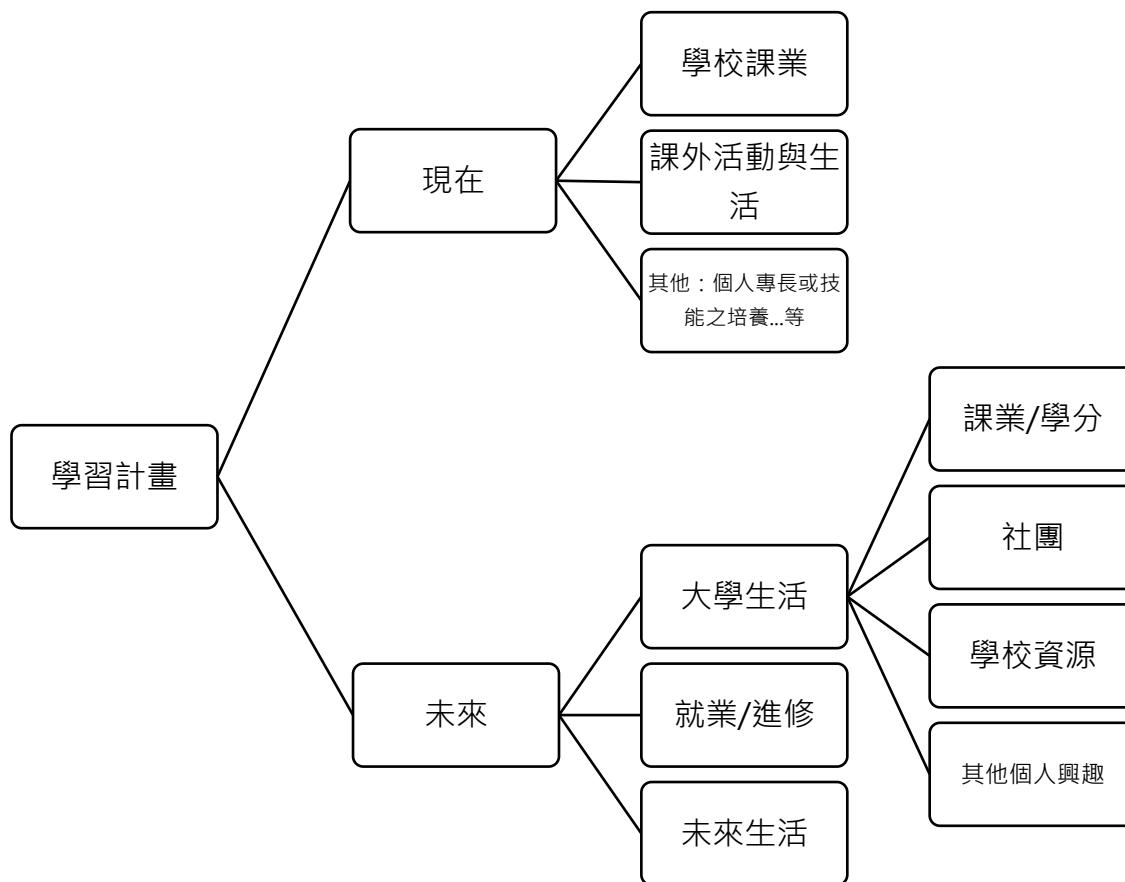 學習計畫
現在
學校課業
課外活動與生
活
其他：個人專長或技
能之培養...等
未來
大學生活
課業/學分
社團
學校資源
其他個人興趣
就業/進修
未來生活